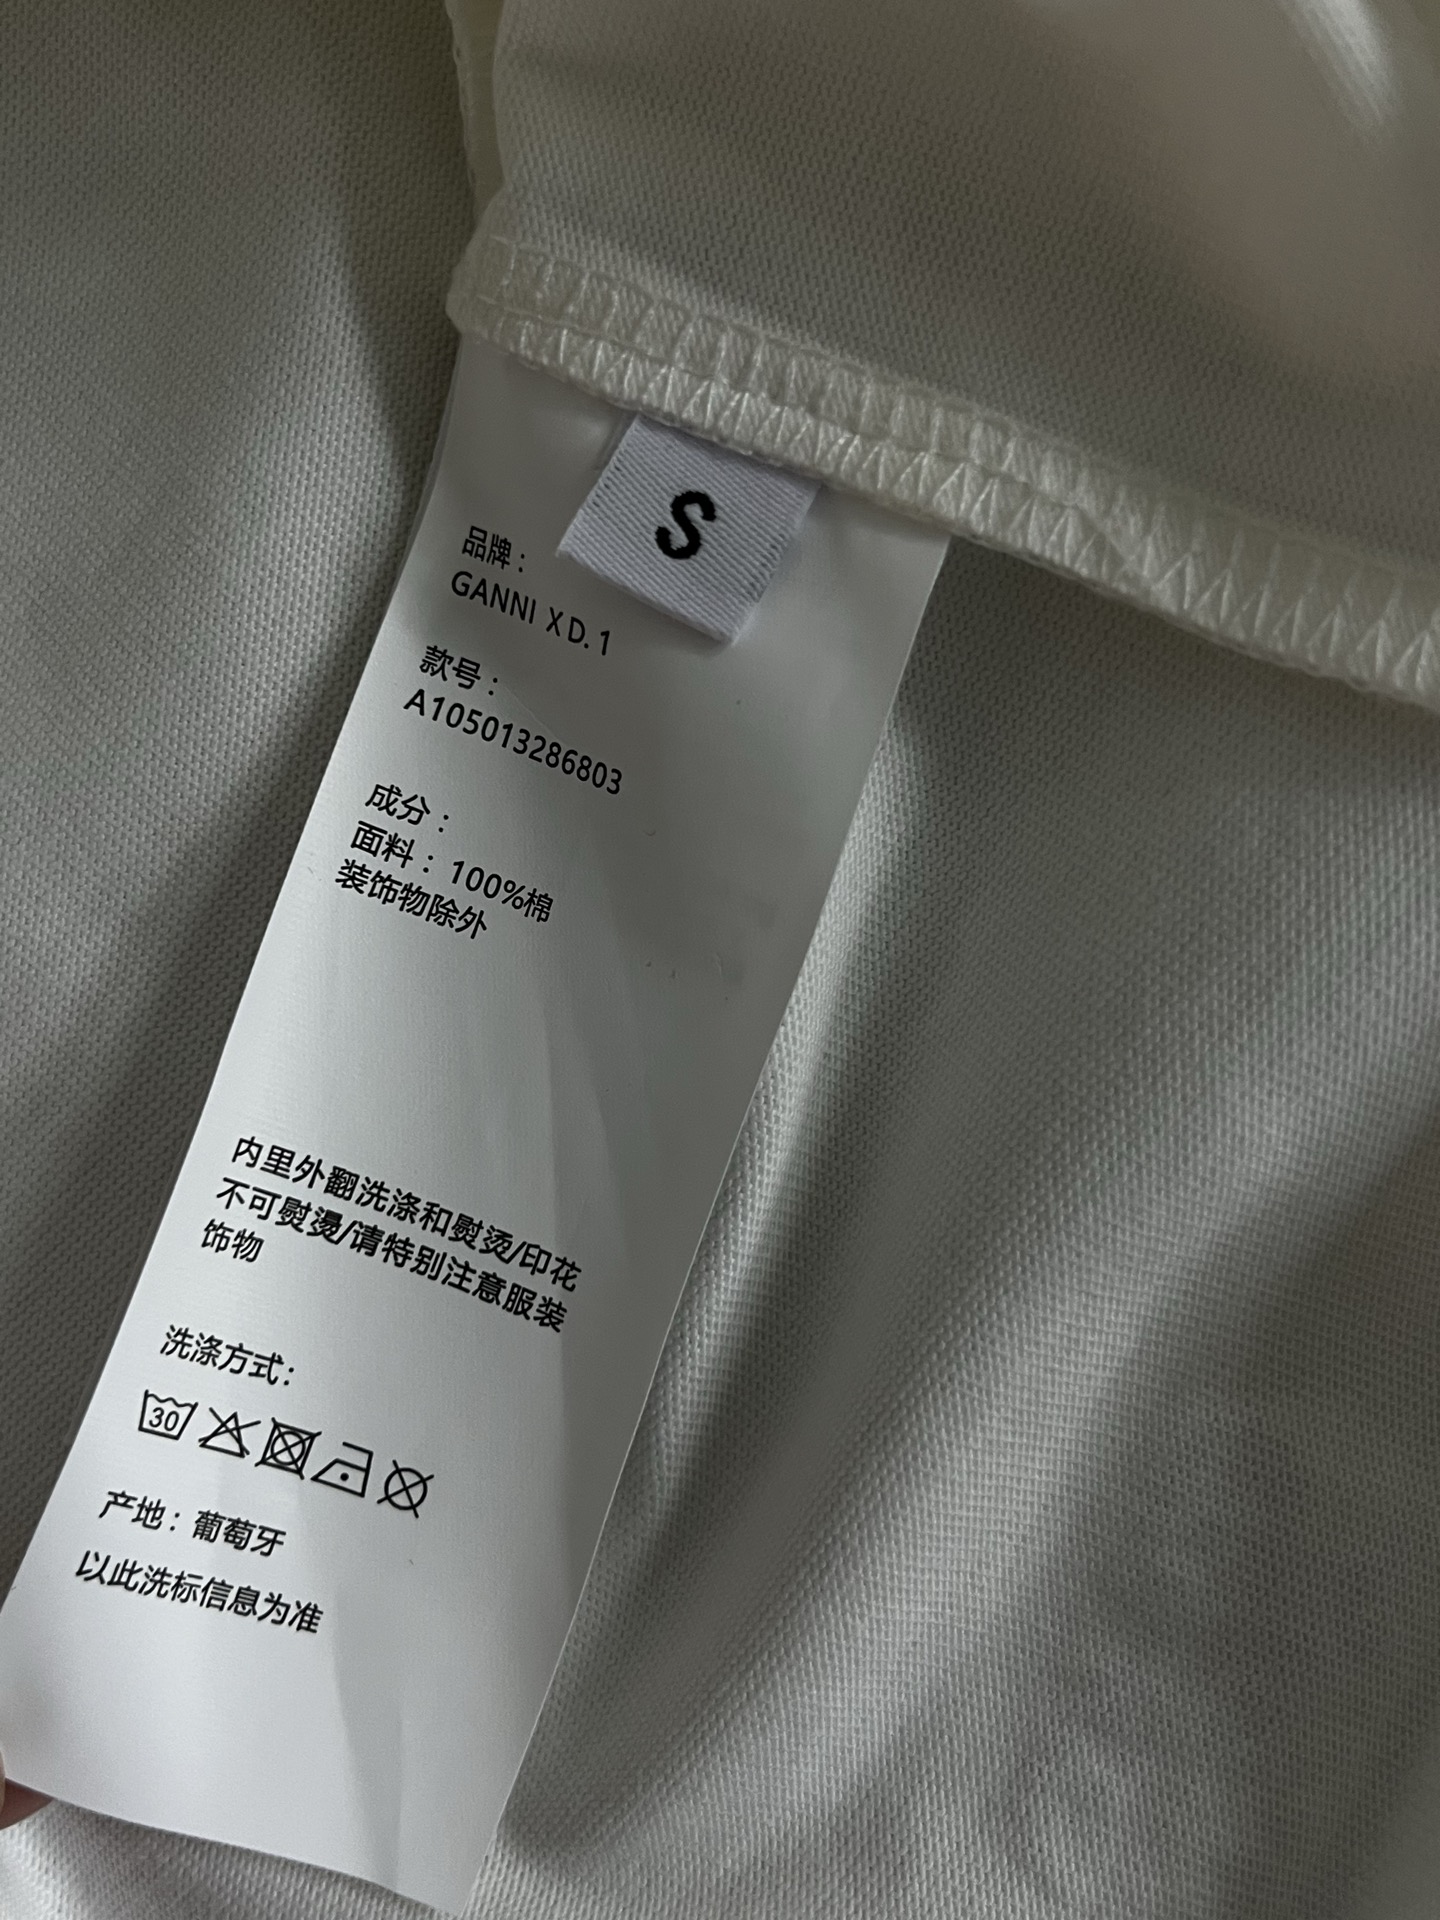 S
品牌：
GANNI X D.1
款号：
A105013286803
成分：
面料：100%棉
装饰物除外
内里外翻洗涤和熨烫/印花
不可熨烫/请特别注意服装
饰物
洗涤方式：
30
产地：葡萄牙
以此洗标信息为准